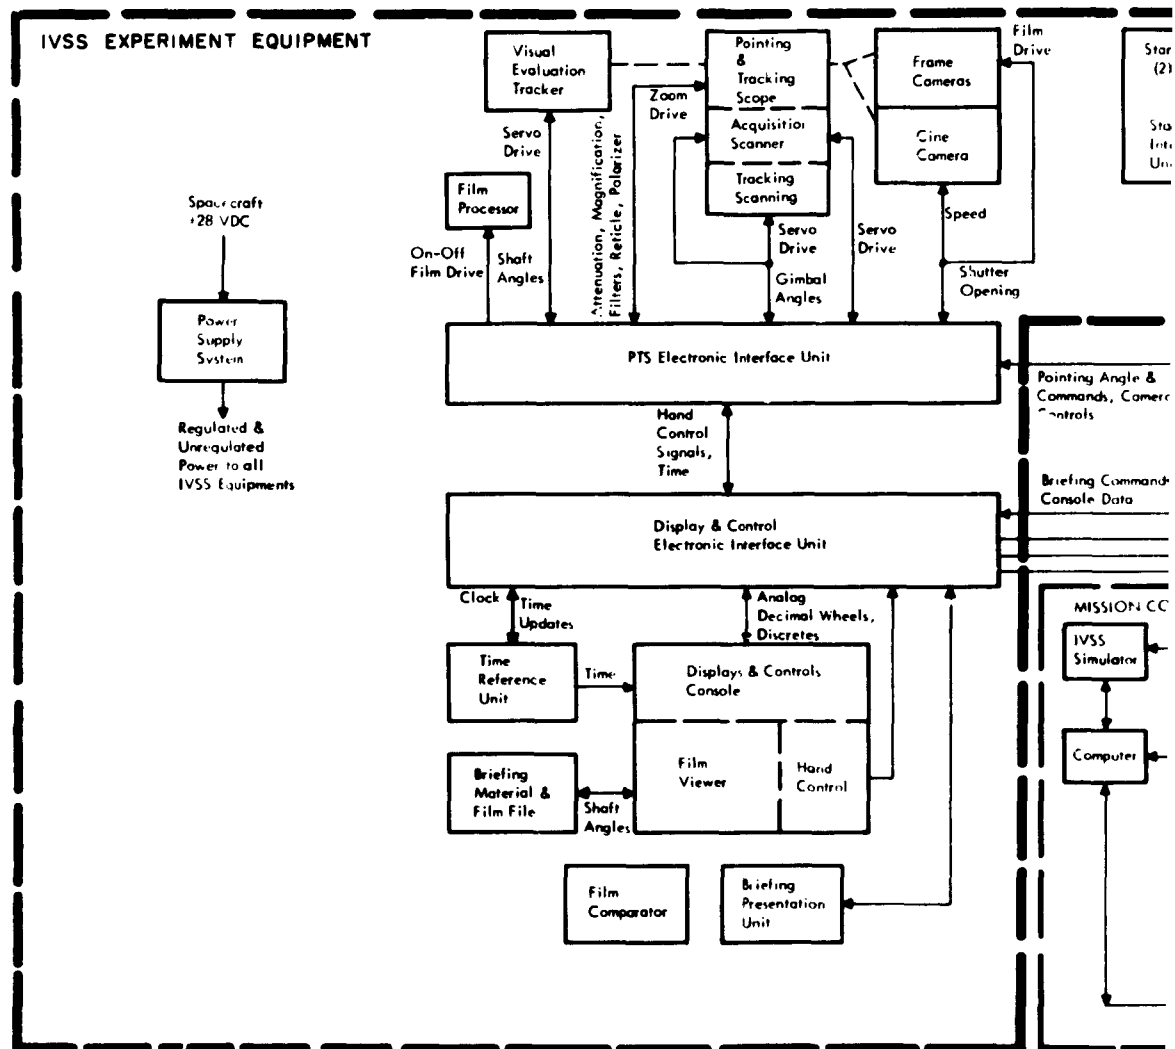 IVSS EXPERIMENT EQUIPMENT
Visual
Evaluation
Tracker
Pointing
&
Tracking
Scope
Acquisition
Scanner
Tracking
Scanning
Frame
Cameras
Cine
Camera
Film
Drive
Zoom
Drive
Servo
Drive
Attenuation, Magnification,
Filters, Reticle, Polarizer
Film
Processor
On-Off
Film Drive
Shaft
Angles
Servo
Drive
Gimbal
Angles
Servo
Drive
Speed
Shutter
Opening
Spacecraft
+28 VDC
Power
Supply
System
Regulated &
Unregulated
Power to all
IVSS Equipments
PTS Electronic Interface Unit
Pointing Angle &
Commands,
Controls
Hand
Control
Signals,
Time
Briefing
Console Data
Display & Control
Electronic Interface Unit
Clock
Time
Updates
Analog
Decimal Wheels,
Discretes
Time
Reference
Unit
Time
Displays & Controls
Console
Film
Viewer
Hand
Control
Briefing
Material &
Film File
Shaft
Angles
Film
Comparator
Briefing
Presentation
Unit
MISSION
IVSS
Simulator
Computer